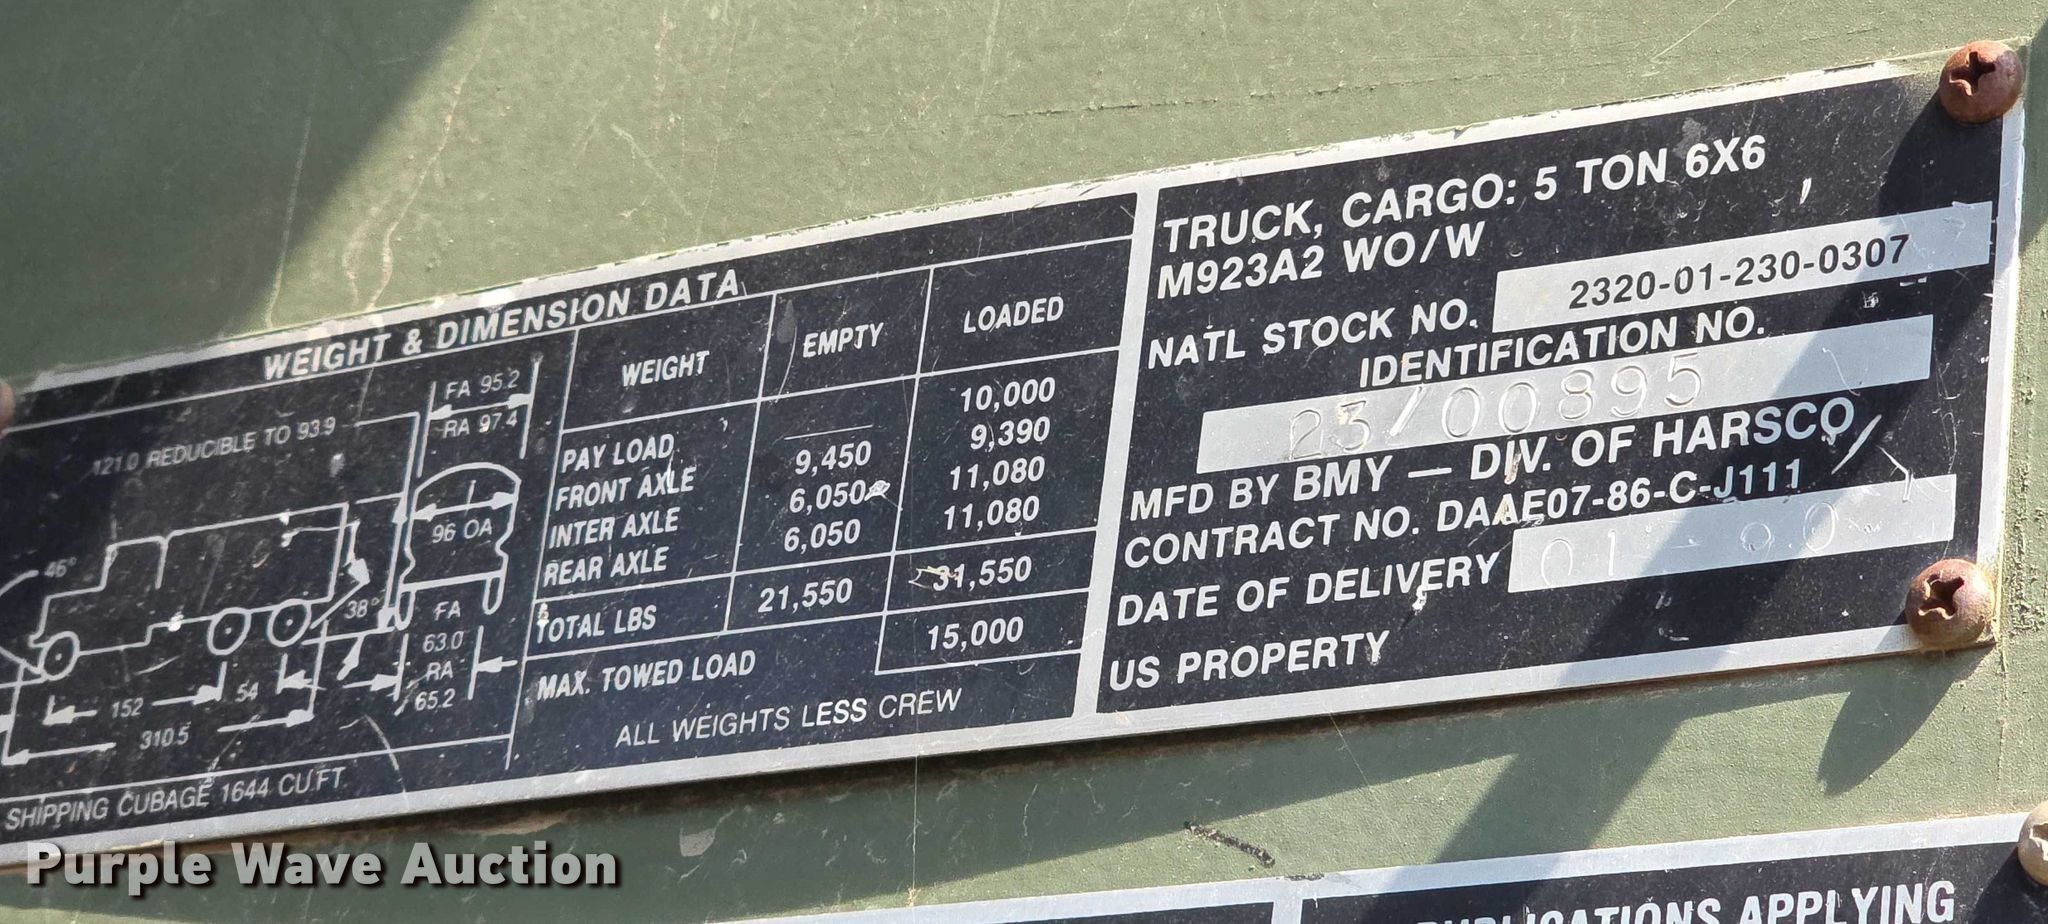 WEIGHT & DIMENSION DATA
121.0 REDUCIBLE TO 93.9
FA 95.2
RA 97.4
96 OA
46°
38°
FA
63.0
RA
65.2
152
54
310.5
SHIPPING CUBAGE 1644 CU.FT.
WEIGHT EMPTY LOADED
PAY LOAD —— 10,000
FRONT AXLE 9,450 9,390
INTER AXLE 6,050 11,080
REAR AXLE 6,050 11,080
TOTAL LBS 21,550 31,550
MAX. TOWED LOAD 15,000
ALL WEIGHTS LESS CREW
TRUCK, CARGO: 5 TON 6X6
M923A2 WO/W
NATL STOCK NO. 2320-01-230-0307
IDENTIFICATION NO.
23/00895
MFD BY BMY — DIV. OF HARSCO
CONTRACT NO. DAAE07-86-C-J111
DATE OF DELIVERY 01-90
US PROPERTY
APPLYING
Purple Wave Auction